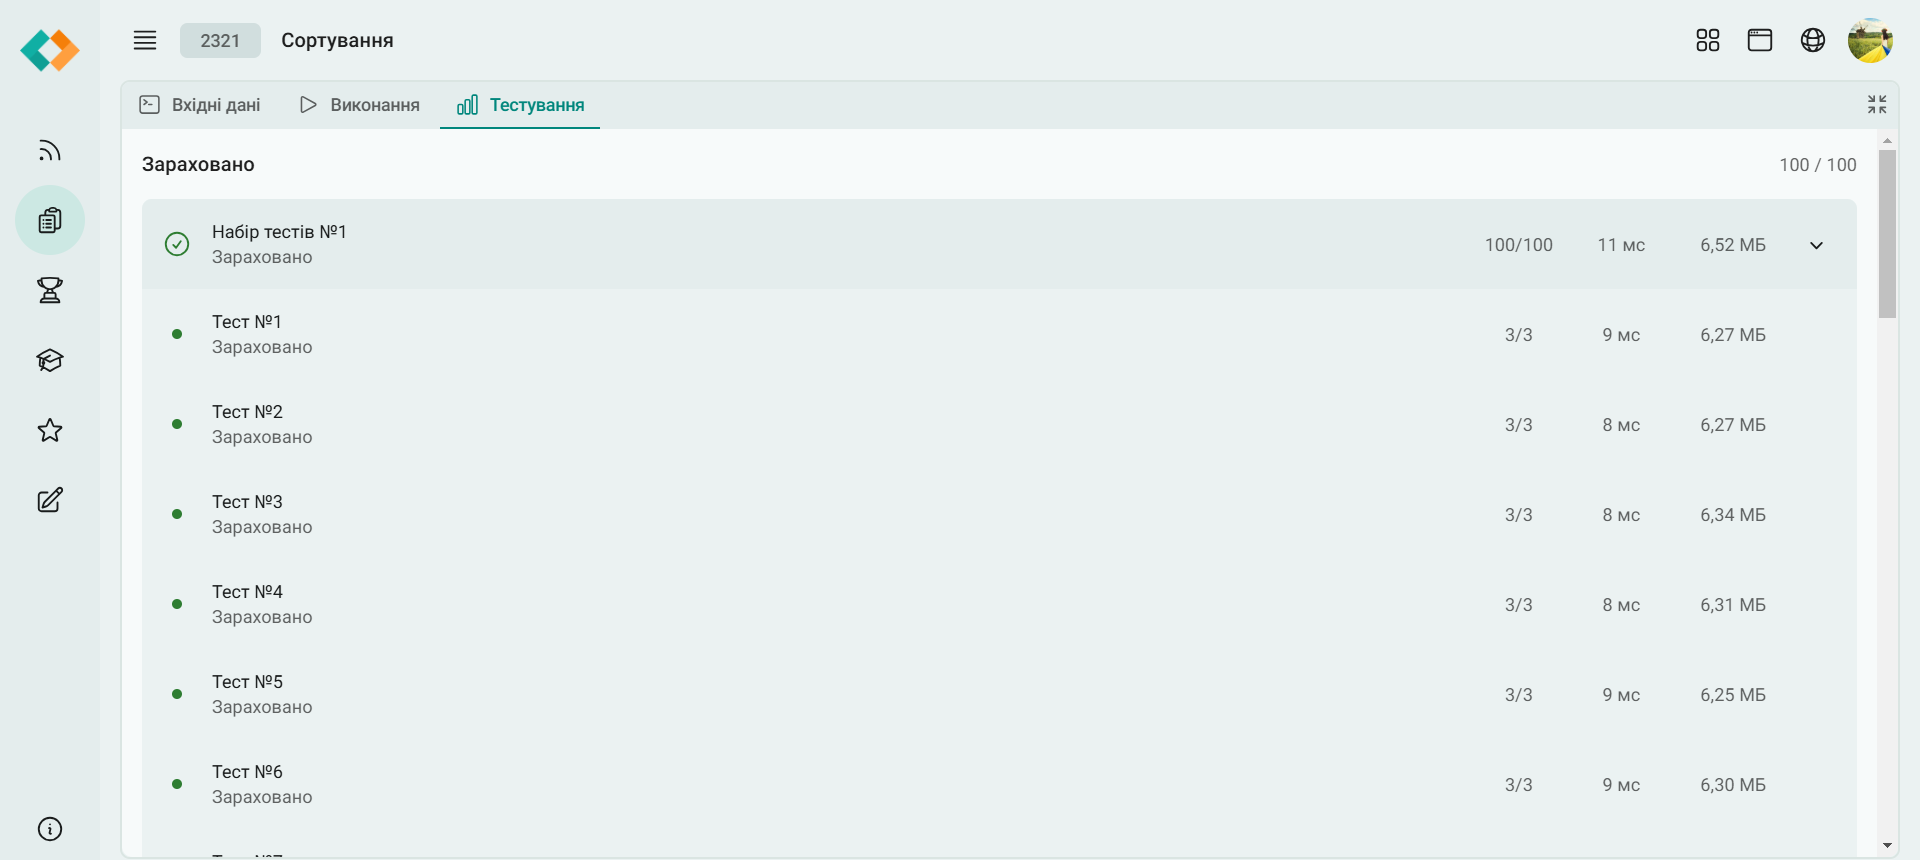 2321 Сортування
Вхідні дані Виконання Тестування
Зараховано 100 / 100
Набір тестів №1
Зараховано
100/100 11 мс 6,52 МБ
Тест №1
Зараховано
3/3 9 мс 6,27 МБ
Тест №2
Зараховано
3/3 8 мс 6,27 МБ
Тест №3
Зараховано
3/3 8 мс 6,34 МБ
Тест №4
Зараховано
3/3 8 мс 6,31 МБ
Тест №5
Зараховано
3/3 9 мс 6,25 МБ
Тест №6
Зараховано
3/3 9 мс 6,30 МБ